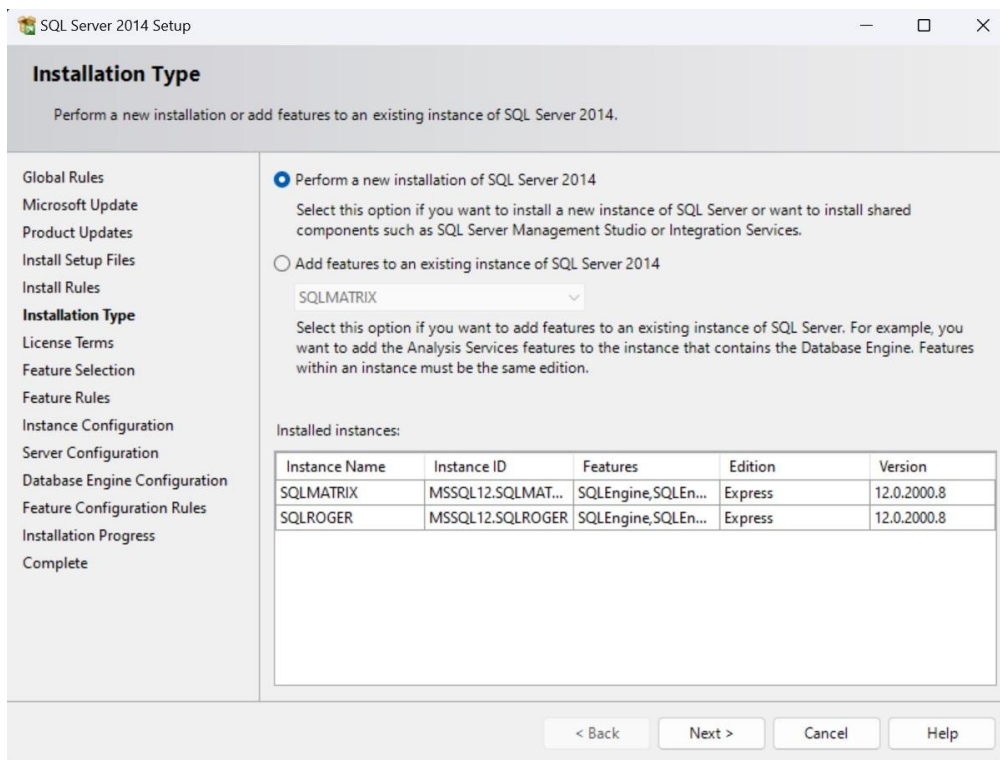 SQL Server 2014 Setup
Installation Type
Perform a new installation or add features to an existing instance of SQL Server 2014.
Global Rules
Microsoft Update
Product Updates
Install Setup Files
Install Rules
Installation Type
License Terms
Feature Selection
Feature Rules
Instance Configuration
Server Configuration
Database Engine Configuration
Feature Configuration Rules
Installation Progress
Complete
Perform a new installation of SQL Server 2014
Select this option if you want to install a new instance of SQL Server or want to install shared
components such as SQL Server Management Studio or Integration Services.
Add features to an existing instance of SQL Server 2014
SQLMATRIX
Select this option if you want to add features to an existing instance of SQL Server. For example, you
want to add the Analysis Services features to the instance that contains the Database Engine. Features
within an instance must be the same edition.
Installed instances:
Instance Name Instance ID Features Edition Version
SQLMATRIX MSSQL12.SQLMAT... SQLEngine,SQLEn... Express 12.0.2000.8
SQLROGER MSSQL12.SQLROGER SQLEngine,SQLEn... Express 12.0.2000.8
< Back Next > Cancel Help